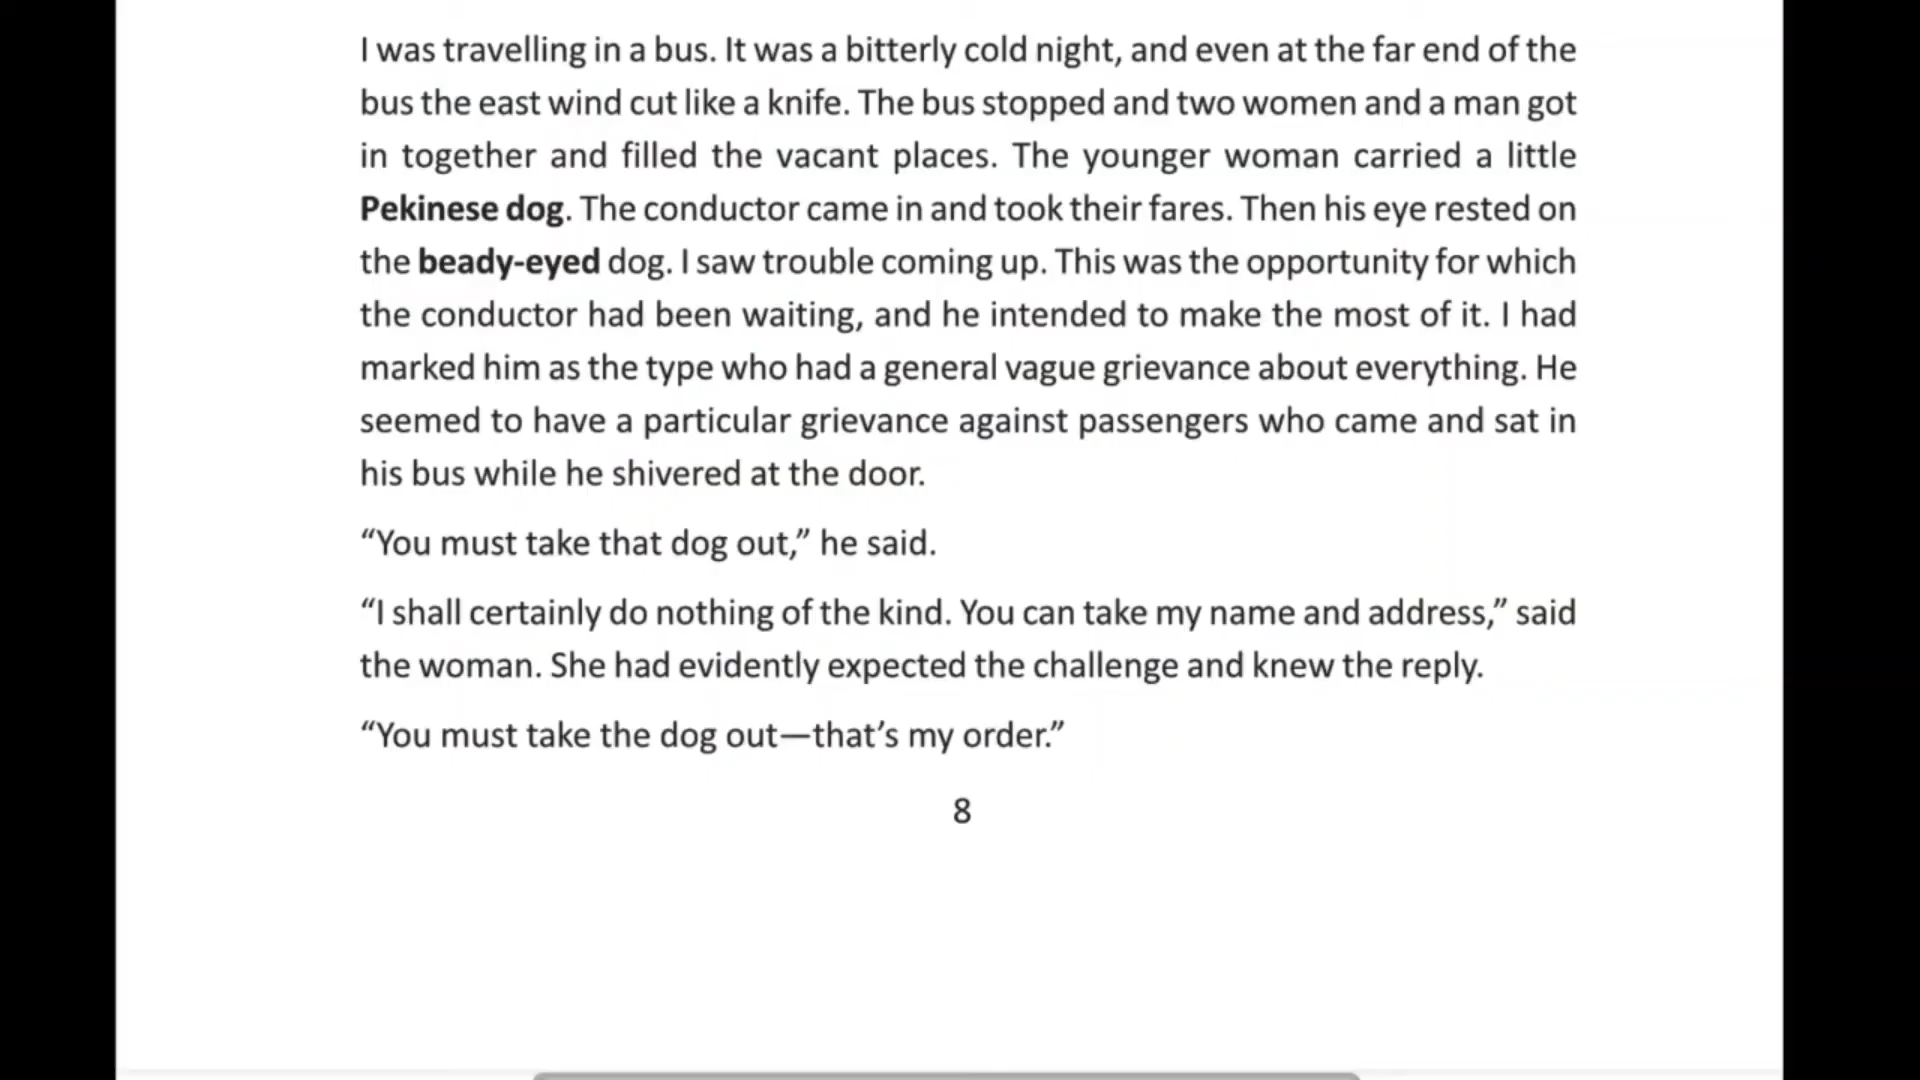 I was travelling in a bus. It was a bitterly cold night, and even at the far end of the
bus the east wind cut like a knife. The bus stopped and two women and a man got
in together and filled the vacant places. The younger woman carried a little
Pekinese dog. The conductor came in and took their fares. Then his eye rested on
the beady-eyed dog. I saw trouble coming up. This was the opportunity for which
the conductor had been waiting, and he intended to make the most of it. I had
marked him as the type who had a general vague grievance about everything. He
seemed to have a particular grievance against passengers who came and sat in
his bus while he shivered at the door.
“You must take that dog out,” he said.
“I shall certainly do nothing of the kind. You can take my name and address,” said
the woman. She had evidently expected the challenge and knew the reply.
“You must take the dog out—that’s my order.”
8